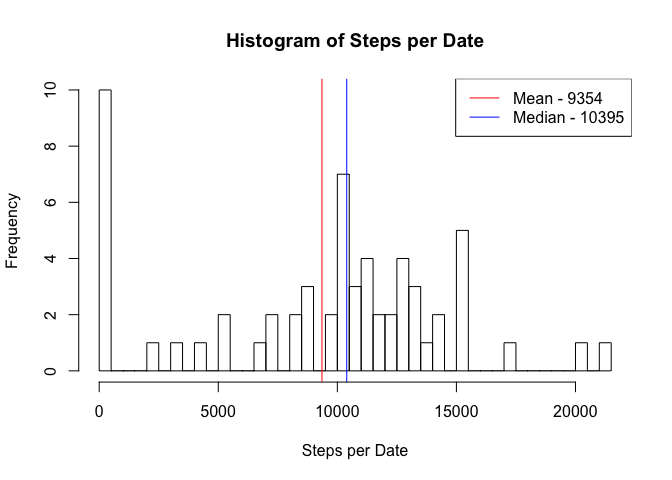 Histogram of Steps per Date
Mean - 9354
Median - 10395
Frequency
10
8
6
4
2
0
0 5000 10000 15000 20000
Steps per Date